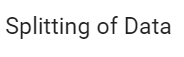 Splitting of Data